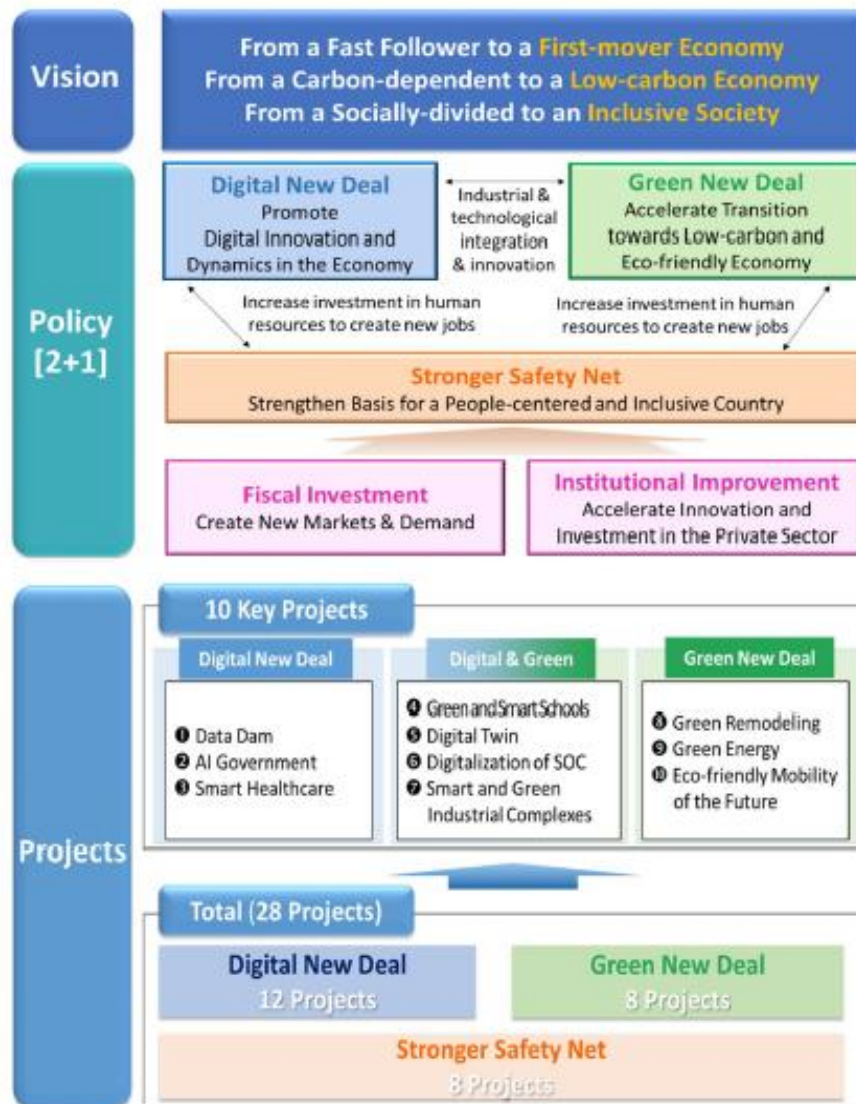 Vision
From a Fast Follower to a First-mover Economy
From a Carbon-dependent to a Low-carbon Economy
From a Socially-divided to an Inclusive Society
Policy
[2+1]
Digital New Deal
Promote
Digital Innovation and
Dynamics in the Economy
Industrial &
technological
integration
& innovation
Green New Deal
Accelerate Transition
towards Low-carbon and
Eco-friendly Economy
Increase investment in human
resources to create new jobs
Increase investment in human
resources to create new jobs
Stronger Safety Net
Strengthen Basis for a People-centered and Inclusive Country
Fiscal Investment
Create New Markets & Demand
Institutional Improvement
Accelerate Innovation and
Investment in the Private Sector
Projects
10 Key Projects
Digital New Deal
❶ Data Dam
❷ AI Government
❸ Smart Healthcare
Digital & Green
❹ Green and Smart Schools
❺ Digital Twin
❻ Digitalization of SOC
❼ Smart and Green
Industrial Complexes
Green New Deal
❽ Green Remodeling
❾ Green Energy
❿ Eco-friendly Mobility
of the Future
Total (28 Projects)
Digital New Deal
12 Projects
Green New Deal
8 Projects
Stronger Safety Net
8 Projects